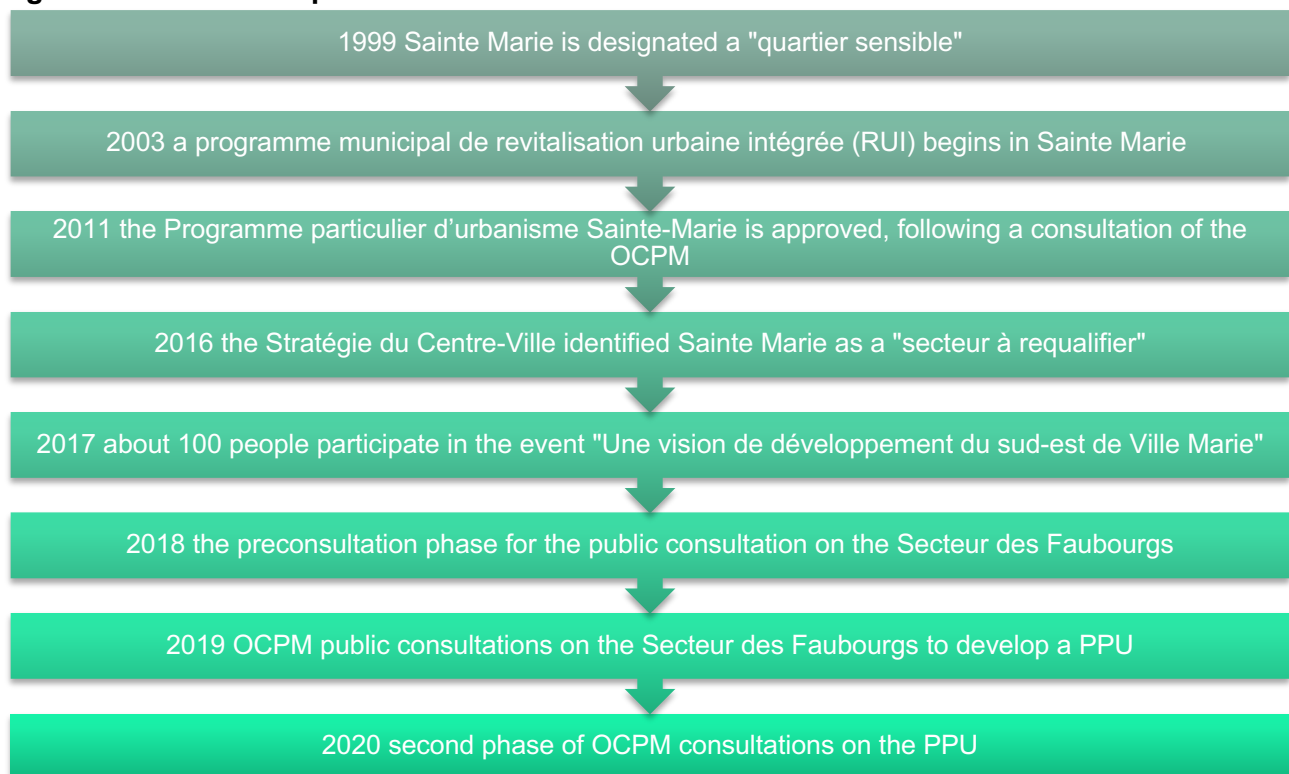 1999 Sainte Marie is designated a "quartier sensible"
2003 a programme municipal de revitalisation urbaine intégrée (RUI) begins in Sainte Marie
2011 the Programme particulier d’urbanisme Sainte-Marie is approved, following a consultation of the
OCPM
2016 the Stratégie du Centre-Ville identified Sainte Marie as a "secteur à requalifier"
2017 about 100 people participate in the event "Une vision de développement du sud-est de Ville Marie"
2018 the preconsultation phase for the public consultation on the Secteur des Faubourgs
2019 OCPM public consultations on the Secteur des Faubourgs to develop a PPU
2020 second phase of OCPM consultations on the PPU